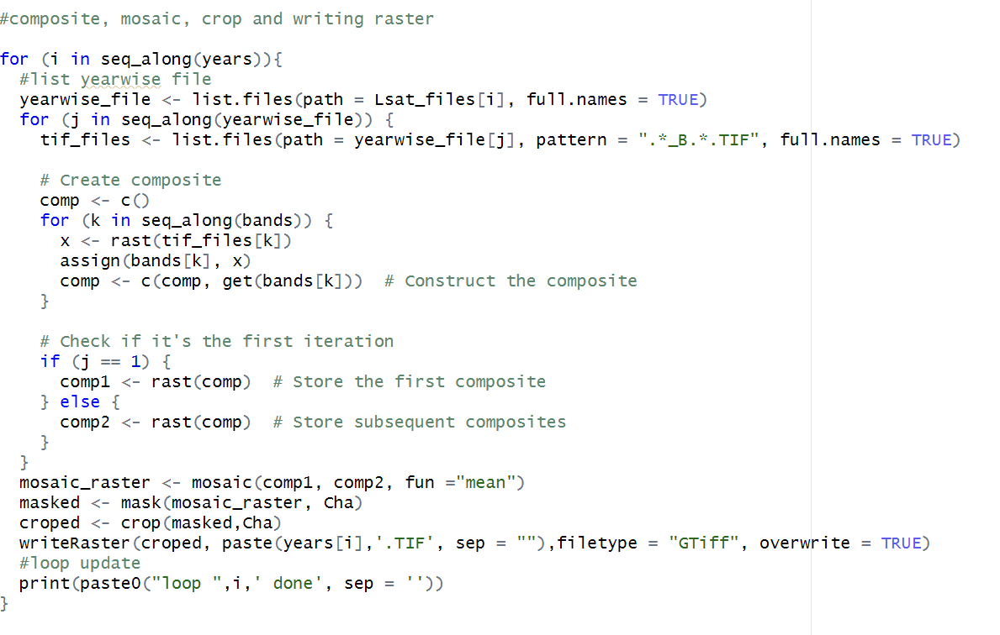 #composite, mosaic, crop and writing raster
for (i in seq_along(years)){
#list yearwise file
yearwise_file <- list.files(path = Lsat_files[i], full.names = TRUE)
for (j in seq_along(yearwise_file)) {
tif_files <- list.files(path = yearwise_file[j], pattern = ".*_B.*.TIF", full.names = TRUE)
# Create composite
comp <- c()
for (k in seq_along(bands)) {
x <- rast(tif_files[k])
assign(bands[k], x)
comp <- c(comp, get(bands[k]))  # Construct the composite
}
# Check if it's the first iteration
if (j == 1) {
comp1 <- rast(comp)  # Store the first composite
} else {
comp2 <- rast(comp)  # Store subsequent composites
}
}
mosaic_raster <- mosaic(comp1, comp2, fun ="mean")
masked <- mask(mosaic_raster, Cha)
croped <- crop(masked,Cha)
writeRaster(croped, paste(years[i],'.TIF', sep = ""),filetype = "GTiff", overwrite = TRUE)
#loop update
print(paste0("loop ",i,' done', sep = ''))
}